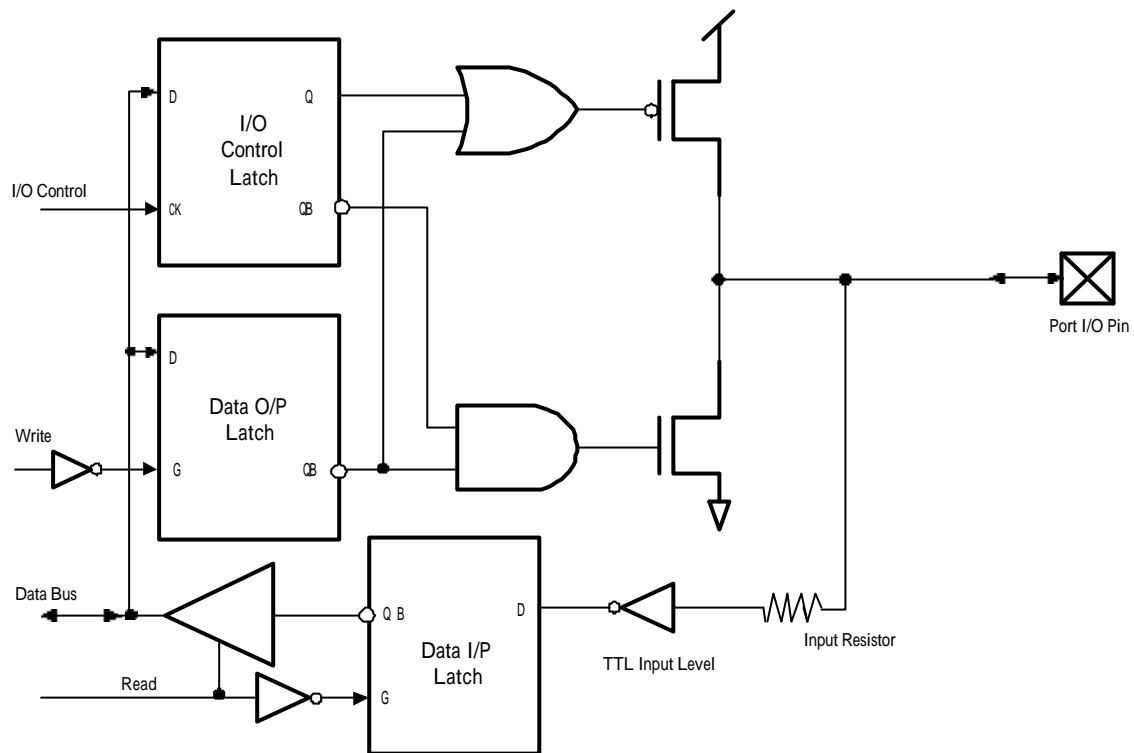 D
Q
I/O
Control
Latch
I/O Control
CK
QB
Port I/O Pin
D
Data O/P
Latch
Write
G
QB
Data Bus
Q B
D
Data I/P
Latch
TTL Input Level
Input Resistor
Read
G